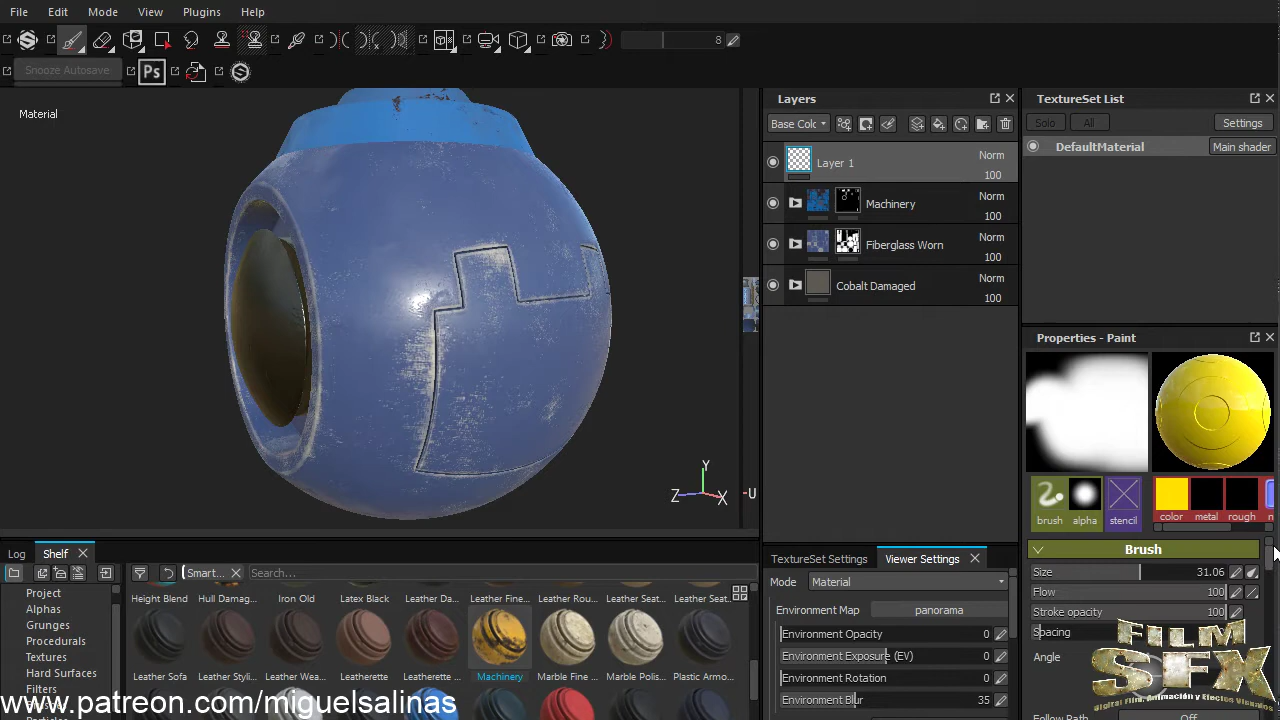 File Edit Mode View Plugins Help
8
Snooze Autosave Ps
Material
Y
Z X
-U
Layers
Base Colc
Layer 1 Norm 100
Machinery Norm 100
Fiberglass Worn Norm 100
Cobalt Damaged Norm 100
TextureSet List
Solo All Settings
DefaultMaterial Main shader
Properties - Paint
brush alpha stencil color metal rough
Brush
Size 31.06
Flow 100
Stroke opacity 100
Spacing
Angle
Follow Path Off
Log Shelf
Smart... Search...
Project
Alphas
Grunges
Procedurals
Textures
Hard Surfaces
Filters
Height Blend Hull Damag... Iron Old Latex Black Leather Da... Leather Fine... Leather Rou... Leather Seat... Leather Seat...
Leather Sofa Leather Styli... Leather Wea... Leatherette Leatherette Machinery Marble Fine ... Marble Polis... Plastic Armo...
TextureSet Settings Viewer Settings
Mode Material
Environment Map panorama
Environment Opacity 0
Environment Exposure (EV) 0
Environment Rotation 0
Environment Blur 35
www.patreon.com/miguelsalinas
FILM
SFX
digital Film, Animación y Efectos Visuales